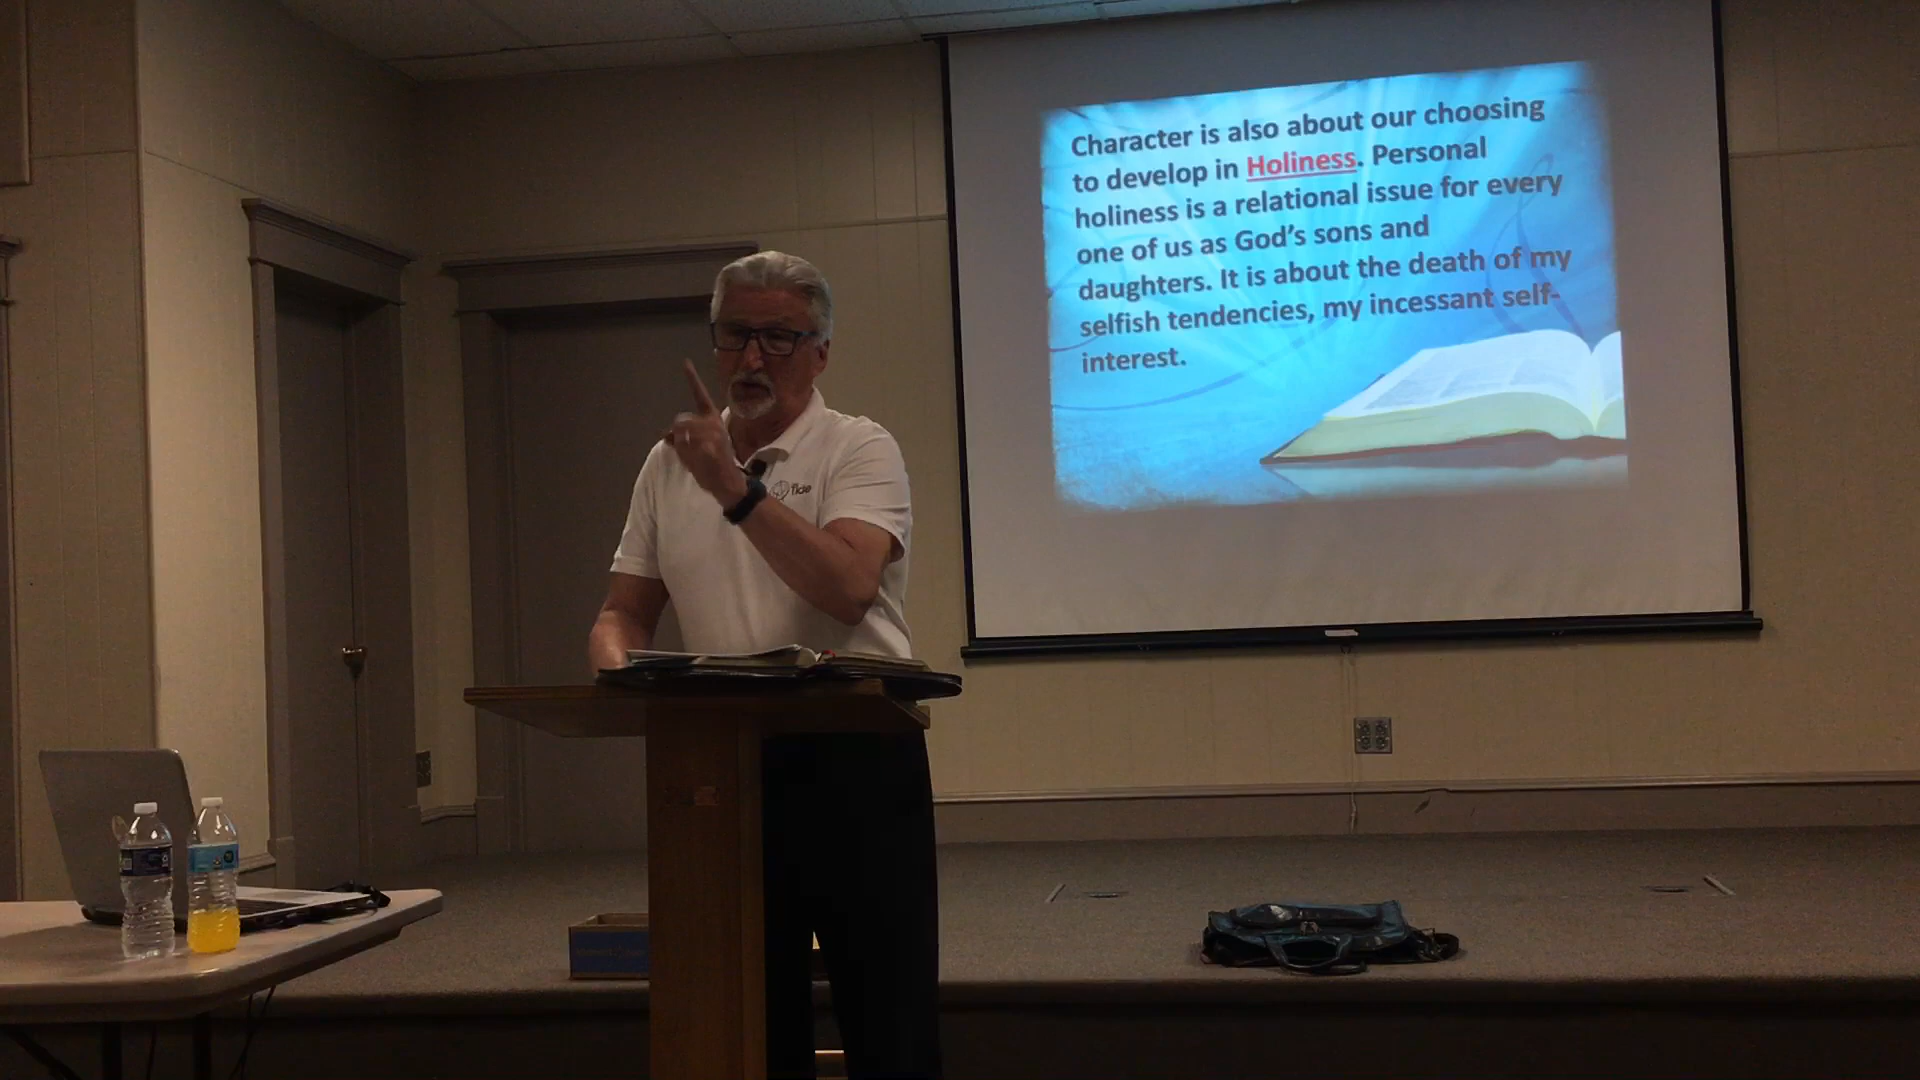 Character is also about our choosing
to develop in Holiness. Personal
holiness is a relational issue for every
one of us as God’s sons and
daughters. It is about the death of my
selfish tendencies, my incessant self-
interest.